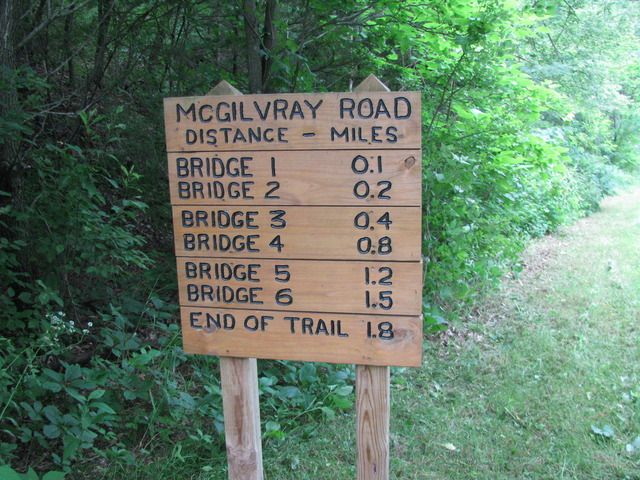 MCGILVRAY ROAD
DISTANCE - MILES
BRIDGE 1 0.1
BRIDGE 2 0.2
BRIDGE 3 0.4
BRIDGE 4 0.8
BRIDGE 5 1.2
BRIDGE 6 1.5
END OF TRAIL 1.8